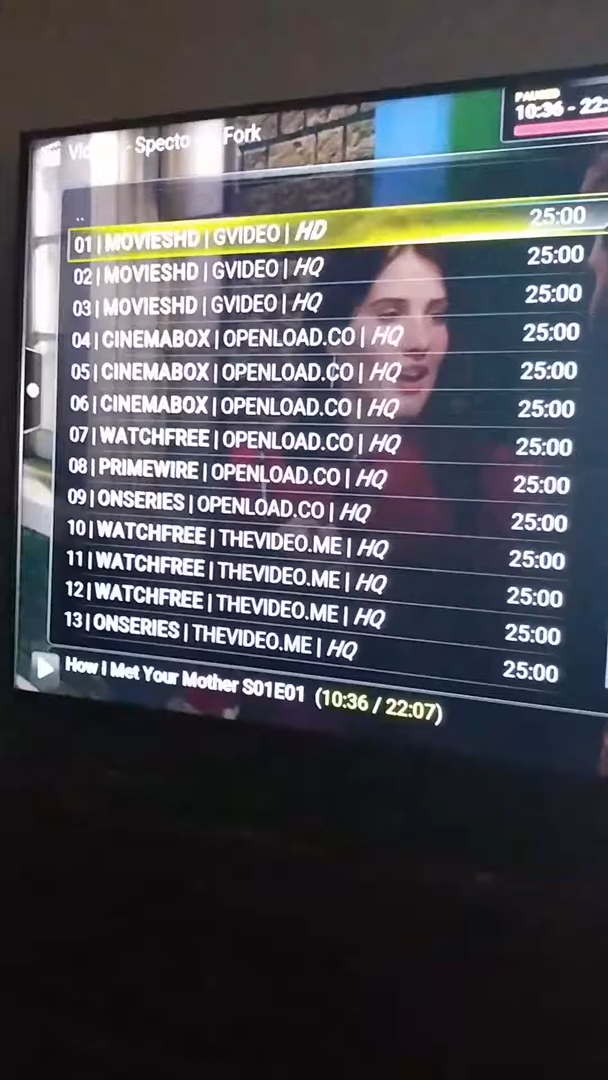 - Specto Fork
PAUSED
10:36 - 22:
..
01 | MOVIESHD | GVIDEO | HD 25:00
02 | MOVIESHD | GVIDEO | HQ 25:00
03 | MOVIESHD | GVIDEO | HQ 25:00
04 | CINEMABOX | OPENLOAD.CO | HQ 25:00
05 | CINEMABOX | OPENLOAD.CO | HQ 25:00
06 | CINEMABOX | OPENLOAD.CO | HQ 25:00
07 | WATCHFREE | OPENLOAD.CO | HQ 25:00
08 | PRIMEWIRE | OPENLOAD.CO | HQ 25:00
09 | ONSERIES | OPENLOAD.CO | HQ 25:00
10 | WATCHFREE | THEVIDEO.ME | HQ 25:00
11 | WATCHFREE | THEVIDEO.ME | HQ 25:00
12 | WATCHFREE | THEVIDEO.ME | HQ 25:00
13 | ONSERIES | THEVIDEO.ME | HQ 25:00
How I Met Your Mother S01E01 (10:36 / 22:07)